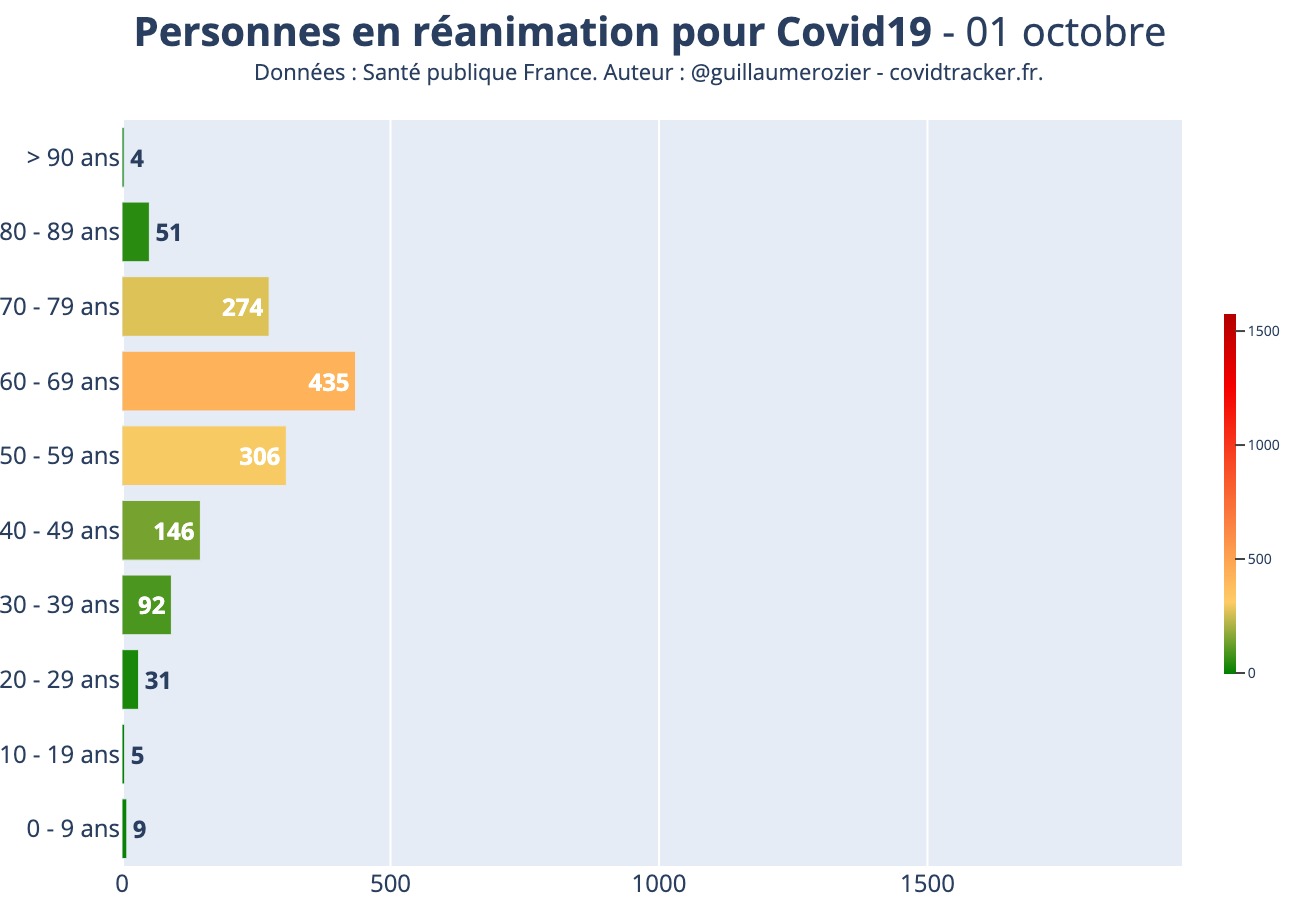 Personnes en réanimation pour Covid19 - 01 octobre
Données : Santé publique France. Auteur : @guillaumerozier - covidtracker.fr.
> 90 ans 4
80 - 89 ans 51
70 - 79 ans 274
60 - 69 ans 435
50 - 59 ans 306
40 - 49 ans 146
30 - 39 ans 92
20 - 29 ans 31
10 - 19 ans 5
0 - 9 ans 9
0 500 1000 1500
1500
1000
500
0